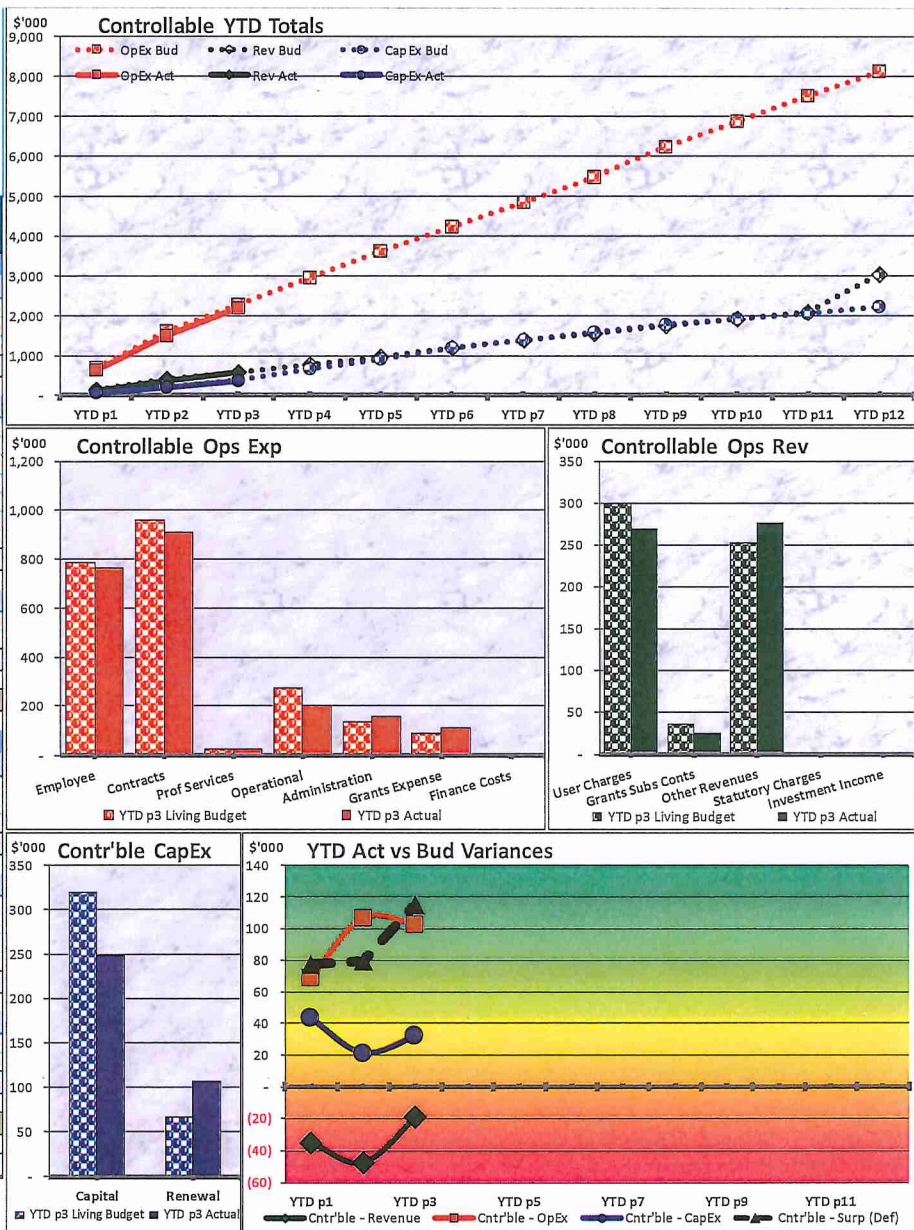 $'000
Controllable YTD Totals
OpEx Bud
Rev Bud
CapEx Bud
OpEx Act
Rev Act
CapEx Act
9,000
8,000
7,000
6,000
5,000
4,000
3,000
2,000
1,000
-
YTD p1 YTD p2 YTD p3 YTD p4 YTD p5 YTD p6 YTD p7 YTD p8 YTD p9 YTD p10 YTD p11 YTD p12
$'000
Controllable Ops Exp
1,200
1,000
800
600
400
200
-
Employee
Contracts
Prof Services
Operational
Administration
Grants Expense
Finance Costs
YTD p3 Living Budget
YTD p3 Actual
$'000
Controllable Ops Rev
350
300
250
200
150
100
50
-
User Charges
Grants Subs Conts
Other Revenues
Statutory Charges
Investment Income
YTD p3 Living Budget
YTD p3 Actual
$'000
Contr'ble CapEx
350
300
250
200
150
100
50
-
Capital
Renewal
YTD p3 Living Budget
YTD p3 Actual
$'000
YTD Act vs Bud Variances
140
120
100
80
60
40
20
-
(20)
(40)
(60)
YTD p1 YTD p3 YTD p5 YTD p7 YTD p9 YTD p11
Cntr'ble - Revenue
Cntr'ble - OpEx
Cntr'ble - CapEx
Cntr'ble - Surp (Def)